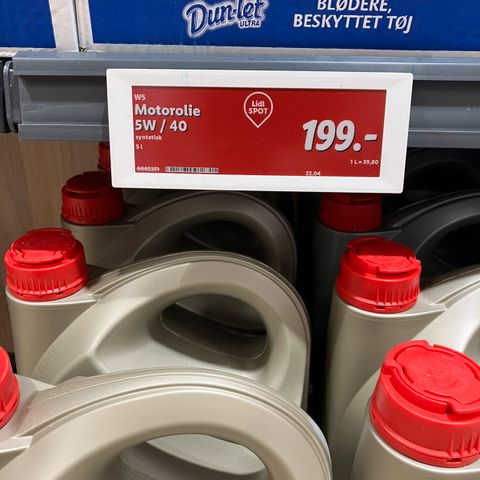 Dun-let
ULTRA
BLØDERE,
BESKYTTET TØJ
W5
Motorolie
5W / 40
syntetisk
5 l
Lidl
SPOT
199.-
1 L = 39,80
22.04